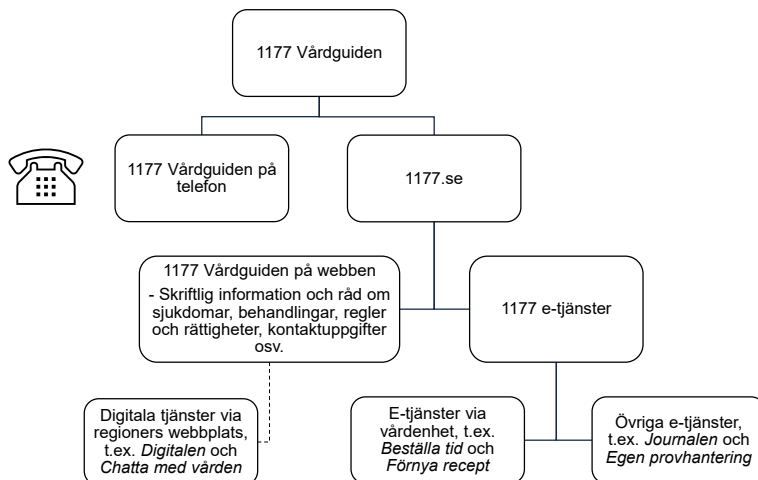 1177 Vårdguiden
1177 Vårdguiden på
telefon
1177.se
1177 Vårdguiden på webben
- Skriftlig information och råd om
sjukdomar, behandlingar, regler
och rättigheter, kontaktuppgifter
osv.
1177 e-tjänster
Digitala tjänster via
regioners webbplats,
t.ex. Digitalen och
Chatta med vården
E-tjänster via
vårdenhet, t.ex.
Beställa tid och
Förnya recept
Övriga e-tjänster,
t.ex. Journalen och
Egen provhantering